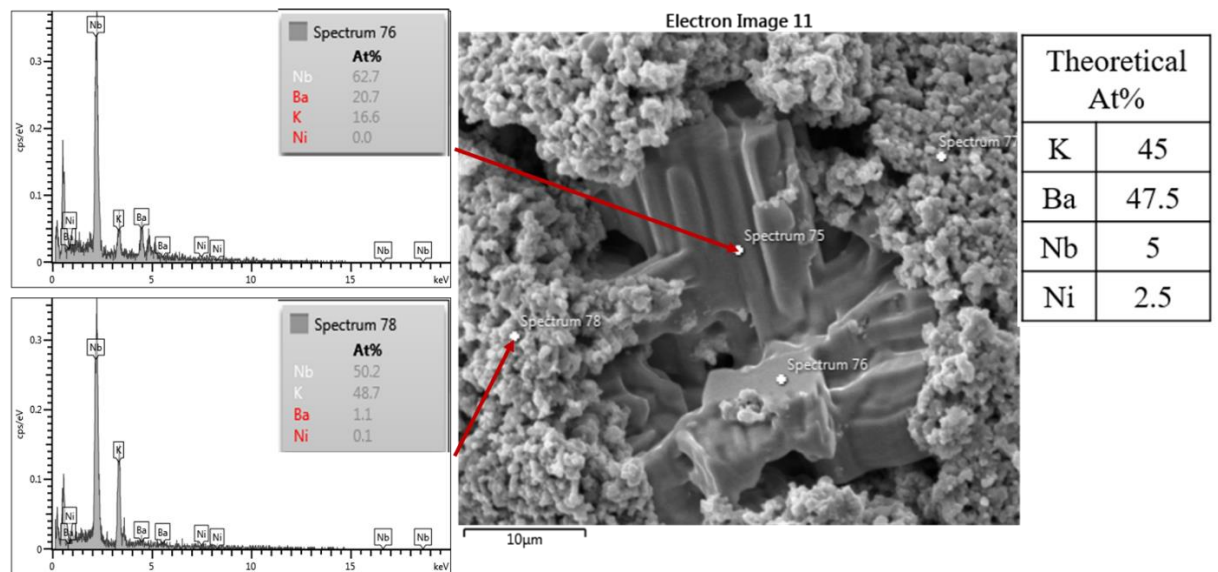 Spectrum 76
At%
Nb 62.7
Ba 20.7
K 16.6
Ni 0.0
cps/eV
0.3
0.2
0.1
0
Nb
Ni
K
Ba
Ba
Ni
Ni
Nb
Nb
0
5
10
15
keV
Spectrum 78
At%
Nb 50.2
K 48.7
Ba 1.1
Ni 0.1
cps/eV
0.3
0.2
0.1
0
Nb
K
Ni
Ba
Ba
Ni
Ni
Nb
Nb
0
5
10
15
keV
Electron Image 11
Spectrum 77
Spectrum 75
Spectrum 78
Spectrum 76
10µm
Theoretical
At%
K 45
Ba 47.5
Nb 5
Ni 2.5